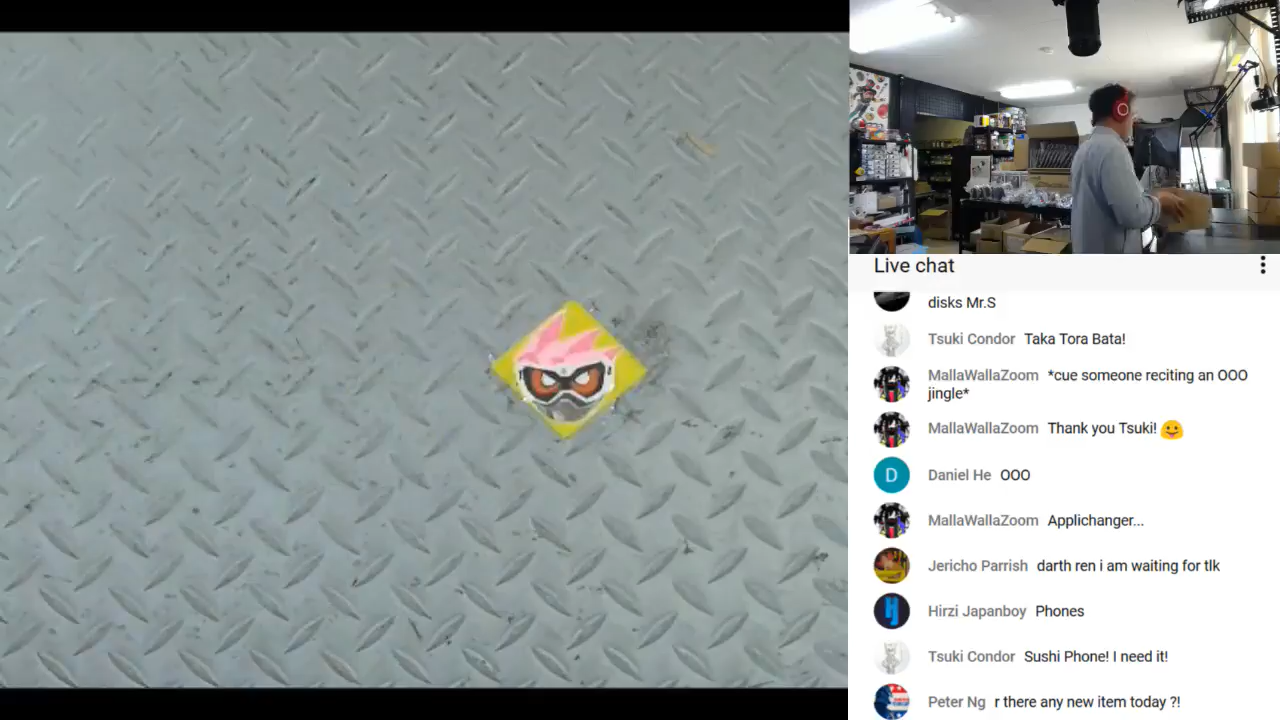 Live chat
disks Mr.S
Tsuki Condor Taka Tora Bata!
MallaWallaZoom *cue someone reciting an OOO
jingle*
MallaWallaZoom Thank you Tsuki!
D Daniel He OOO
MallaWallaZoom Applichanger...
Jericho Parrish darth ren i am waiting for tlk
Hirzi Japanboy Phones
Tsuki Condor Sushi Phone! I need it!
Peter Ng r there any new item today ?!